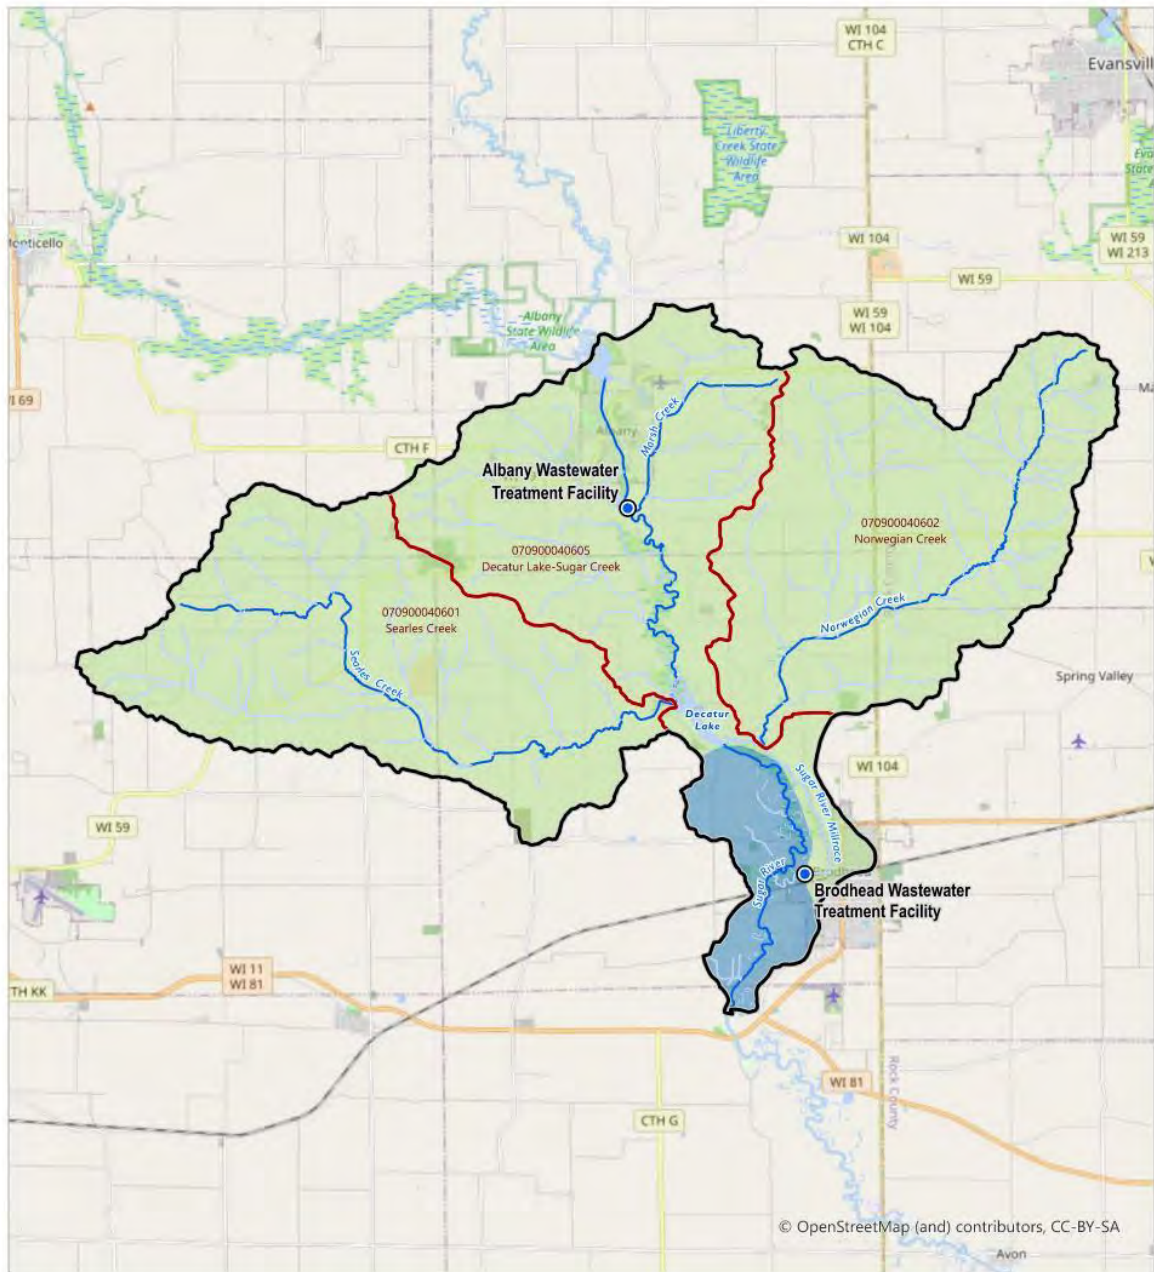 WI 104
CTH C
Evansvill
Liberty
Creek State
Wildlife
Area
WI 104
WI 59
WI 213
WI 59
WI 59
WI 104
Albany
State Wildlife
Area
CTH F
Marsh Creek
Albany
Albany Wastewater
Treatment Facility
070900040602
Norwegian Creek
070900040605
Decatur Lake-Sugar Creek
070900040601
Searles Creek
Norwegian Creek
Searles Creek
Spring Valley
Decatur
Lake
WI 104
Sugar River Millrace
WI 59
Sugar River
Brodhead Wastewater
Treatment Facility
WI 11
WI 81
TH KK
WI 81
Rock County
CTH G
© OpenStreetMap (and) contributors, CC-BY-SA
Avon